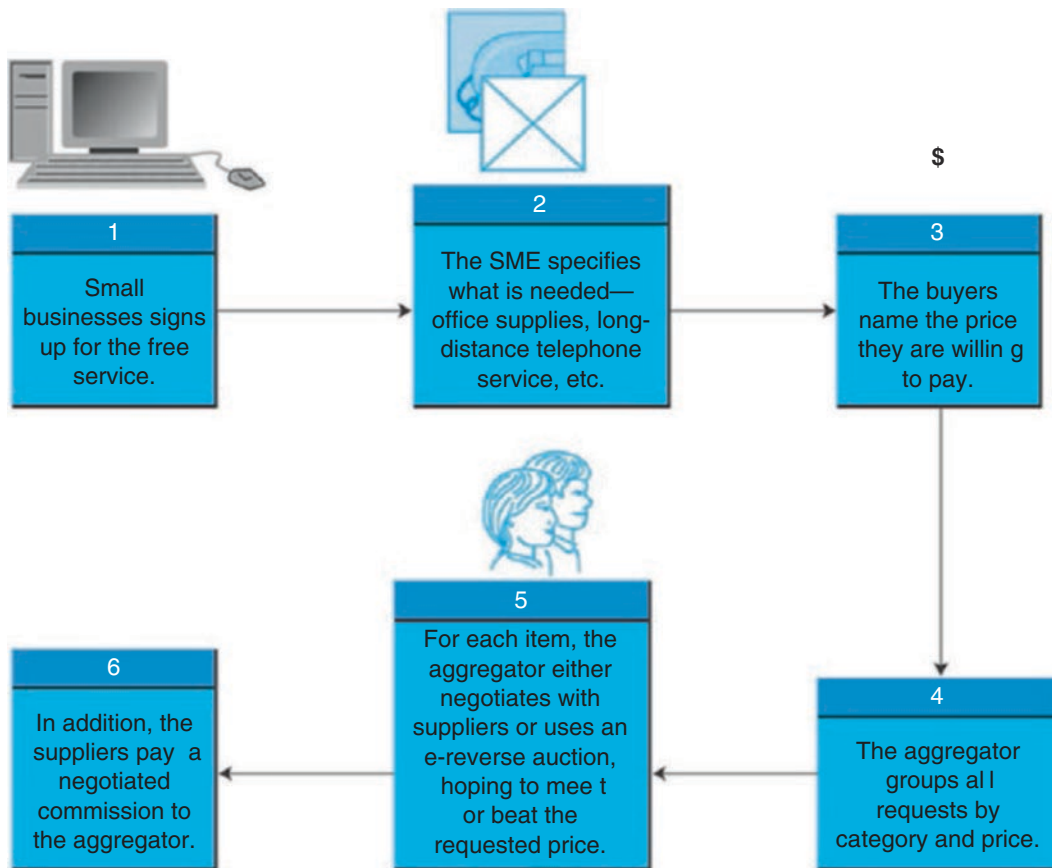 1
Small
businesses signs
up for the free
service.
2
The SME specifies
what is needed—
office supplies, long-
distance telephone
service, etc.
$
3
The buyers
name the price
they are willin g
to pay.
4
The aggregator
groups al l
requests by
category and price.
5
For each item, the
aggregator either
negotiates with
suppliers or uses an
e-reverse auction,
hoping to mee t
or beat the
requested price.
6
In addition, the
suppliers pay  a
negotiated
commission to
the aggregator.